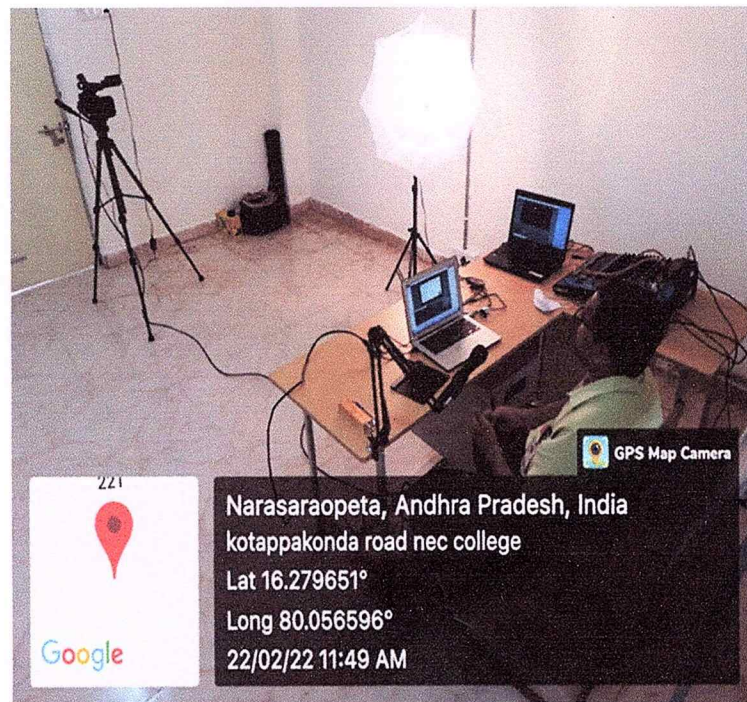 GPS Map Camera
221
Narasaraopeta, Andhra Pradesh, India
kotappakonda road nec college
Lat 16.279651°
Long 80.056596°
22/02/22 11:49 AM
Google